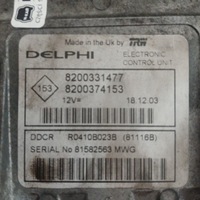 Made in the Uk by TRW
DELPHI ELECTRONIC
CONTROL UNIT
8200331477
153 8200374153
12V= 18.12.03
DDCR R0410B023B (81116B)
SERIAL No 81582563 MWG